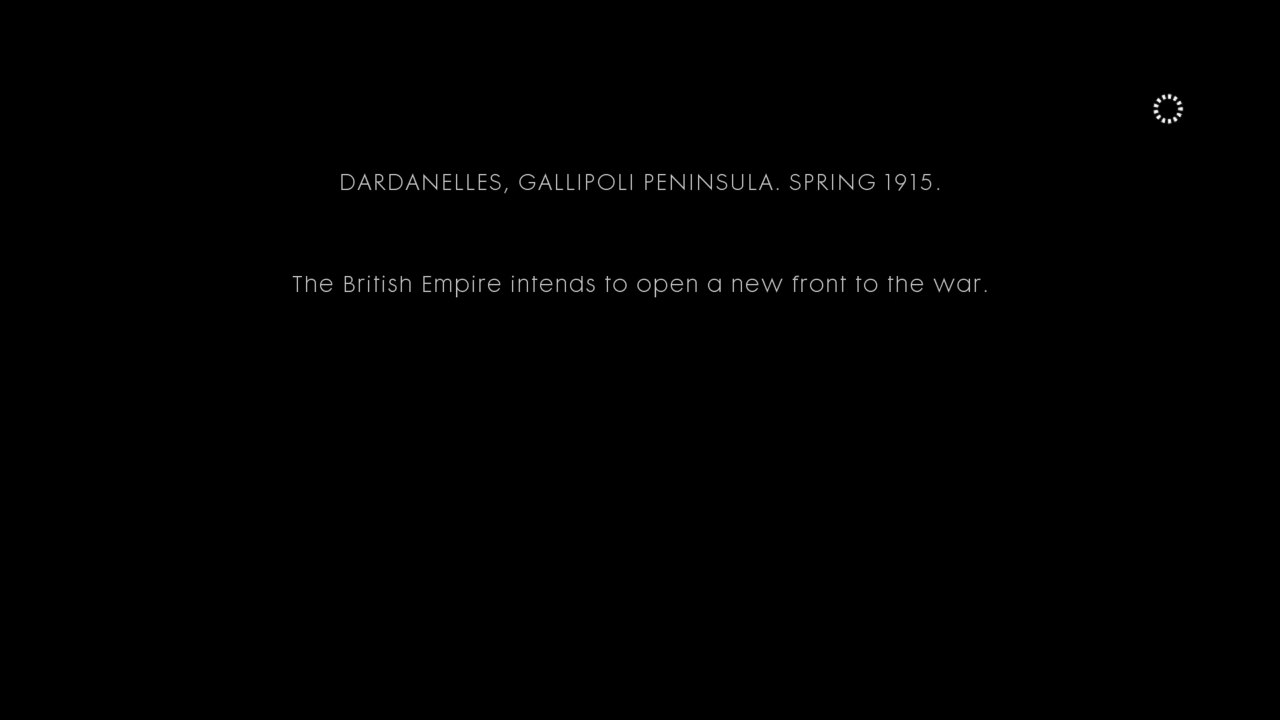 DARDANELLES, GALLIPOLI PENINSULA. SPRING 1915.
The British Empire intends to open a new front to the war.